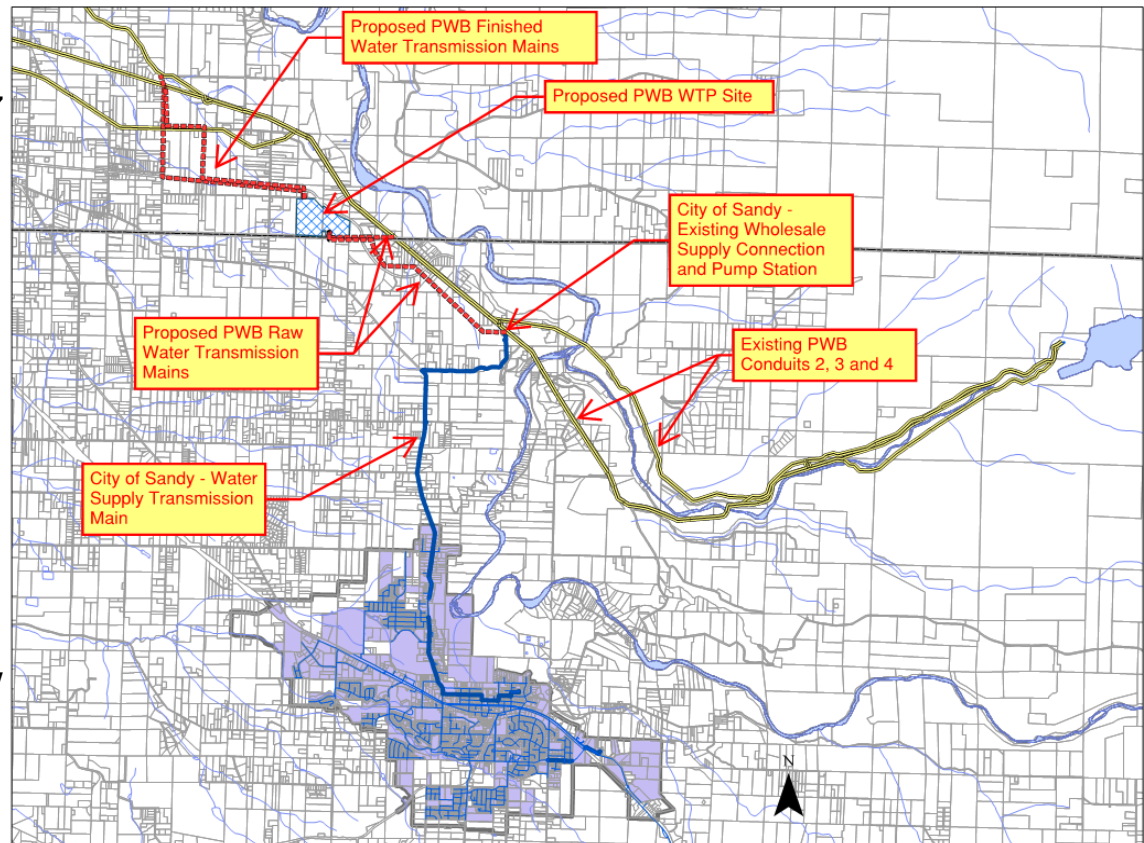 Proposed PWB Finished
Water Transmission Mains
Proposed PWB WTP Site
City of Sandy -
Existing Wholesale
Supply Connection
and Pump Station
Proposed PWB Raw
Water Transmission
Mains
Existing PWB
Conduits 2, 3 and 4
City of Sandy - Water
Supply Transmission
Main
N